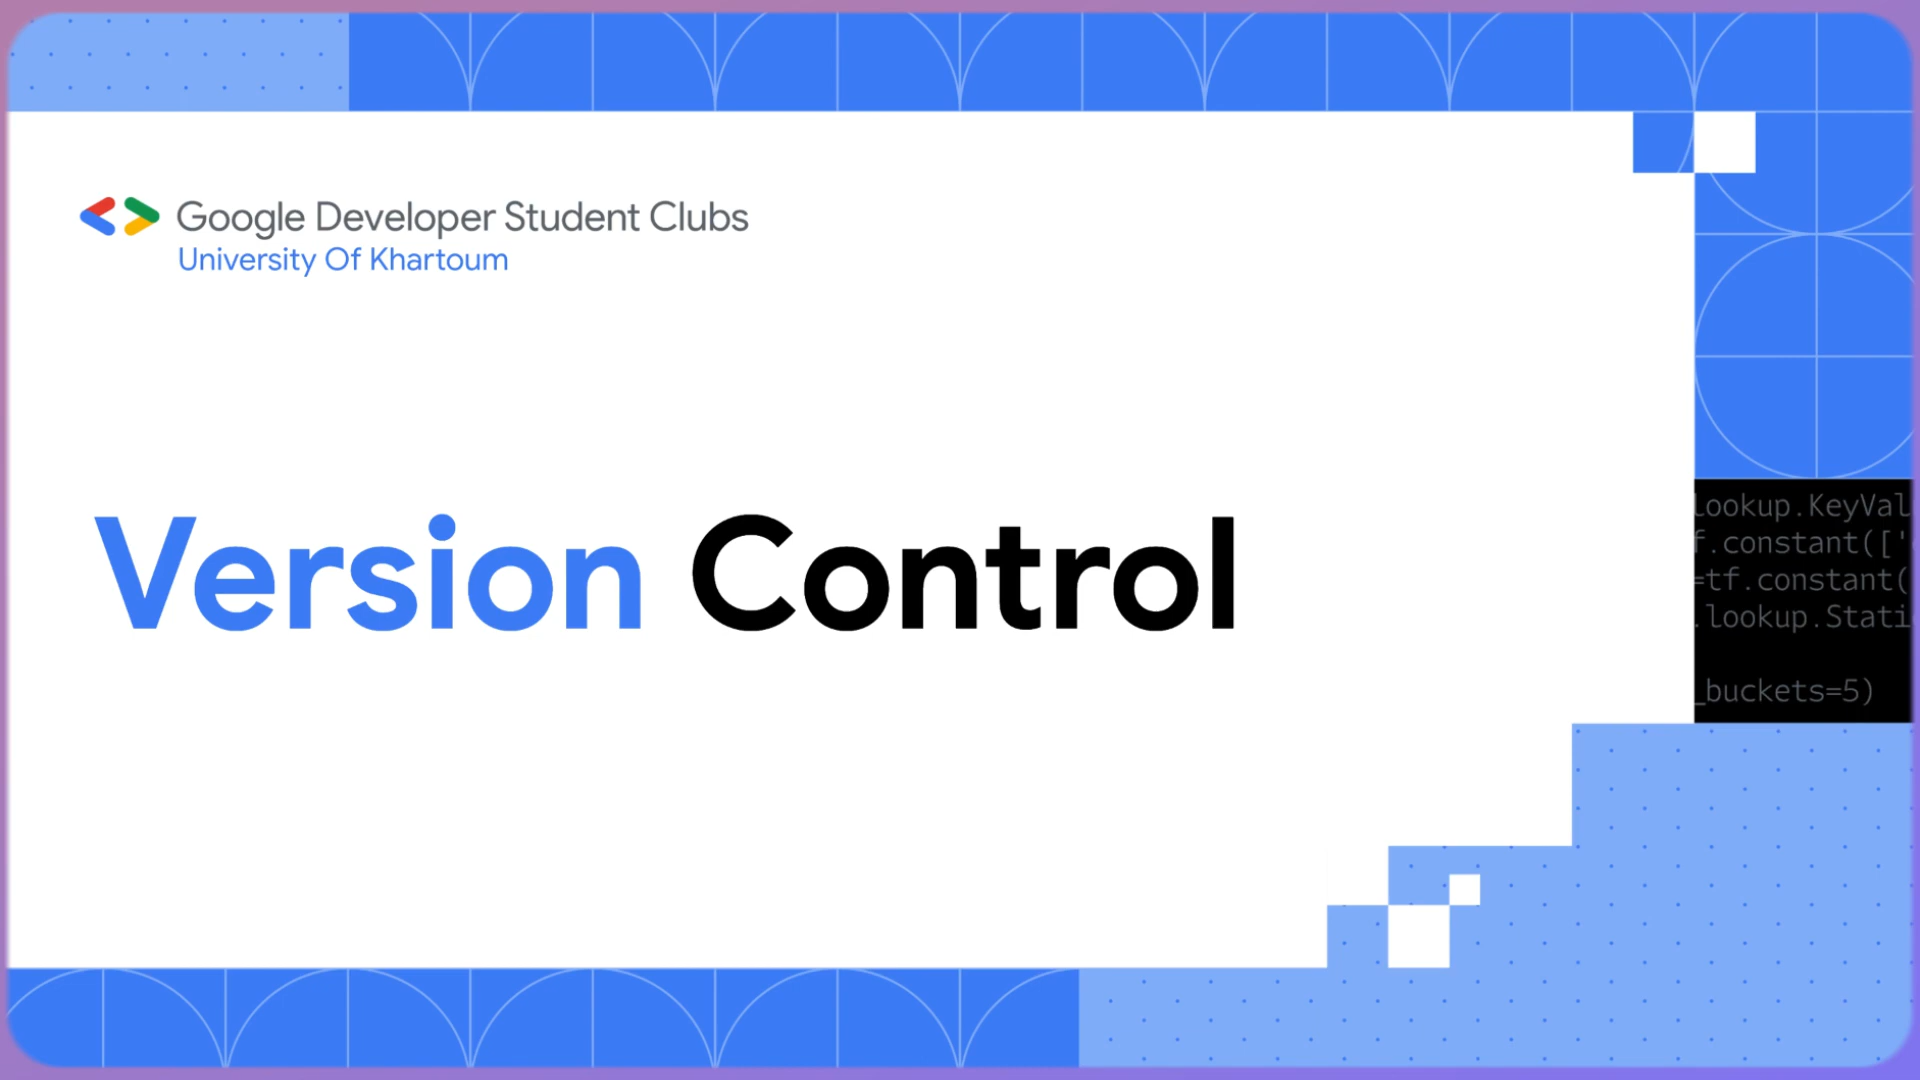 Google Developer Student Clubs
University Of Khartoum
Version Control
lookup.KeyVal
f.constant(['
=tf.constant(
.lookup.Stati
_buckets=5)